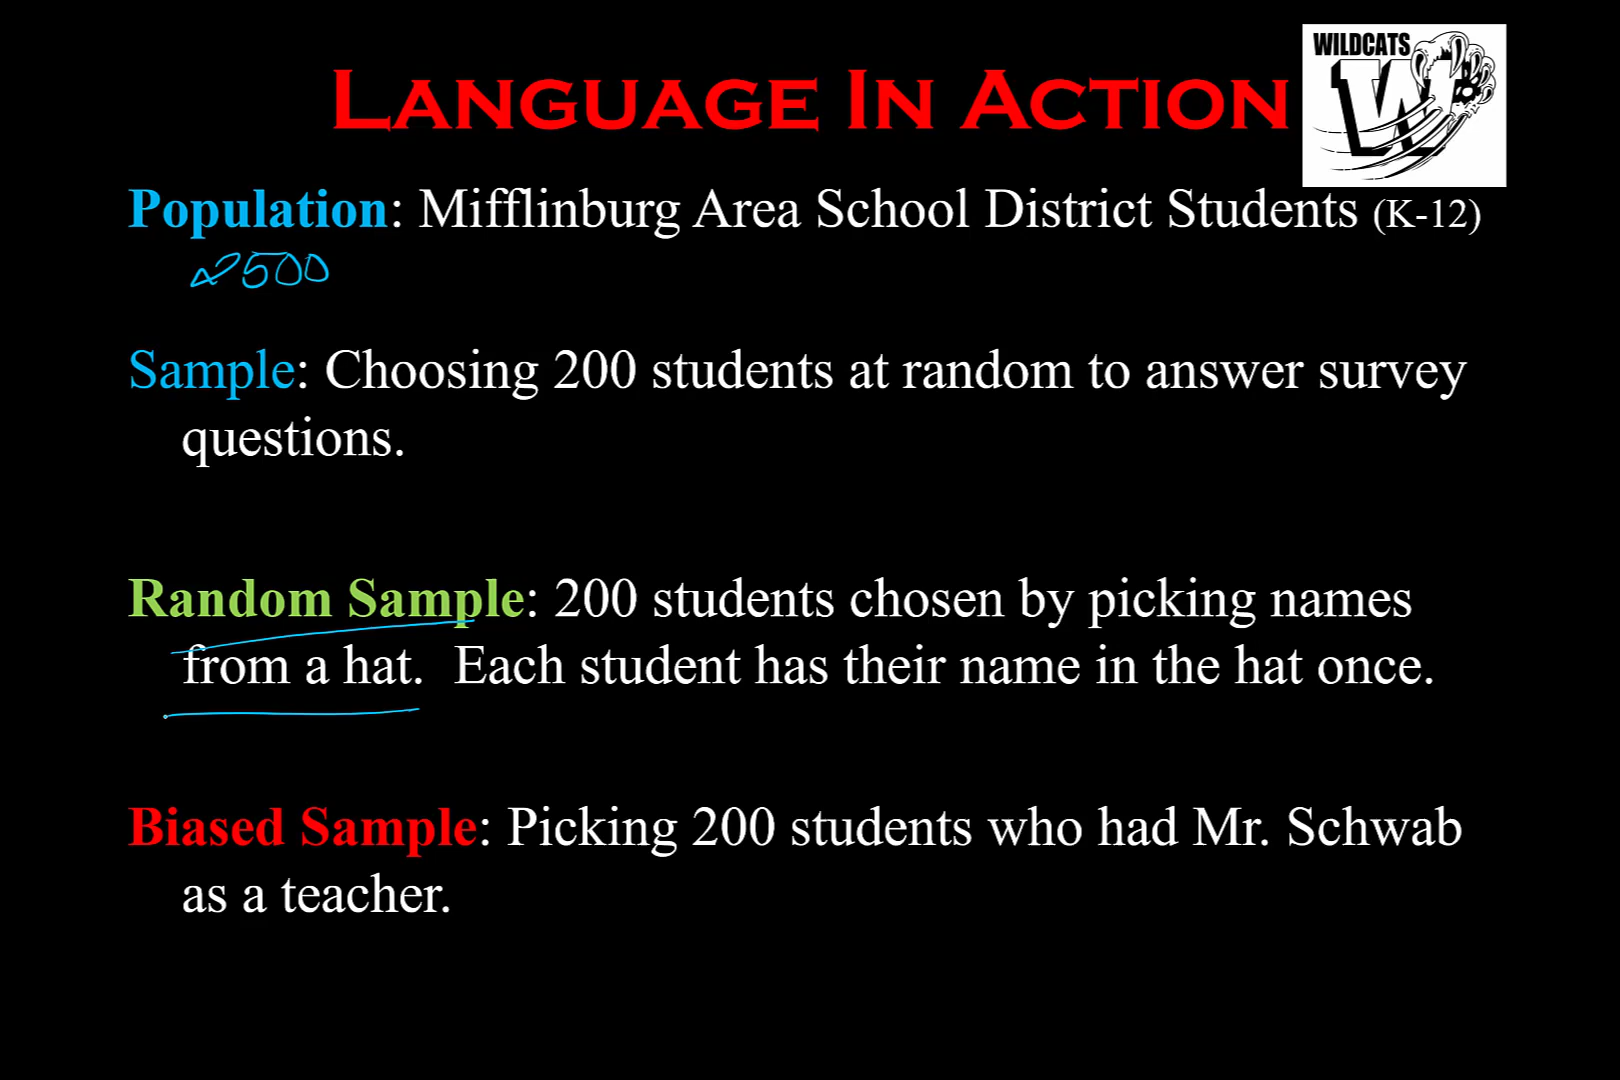 LANGUAGE IN ACTION
WILDCATS
W
Population: Mifflinburg Area School District Students (K-12)
2500
Sample: Choosing 200 students at random to answer survey
questions.
Random Sample: 200 students chosen by picking names
from a hat. Each student has their name in the hat once.
Biased Sample: Picking 200 students who had Mr. Schwab
as a teacher.